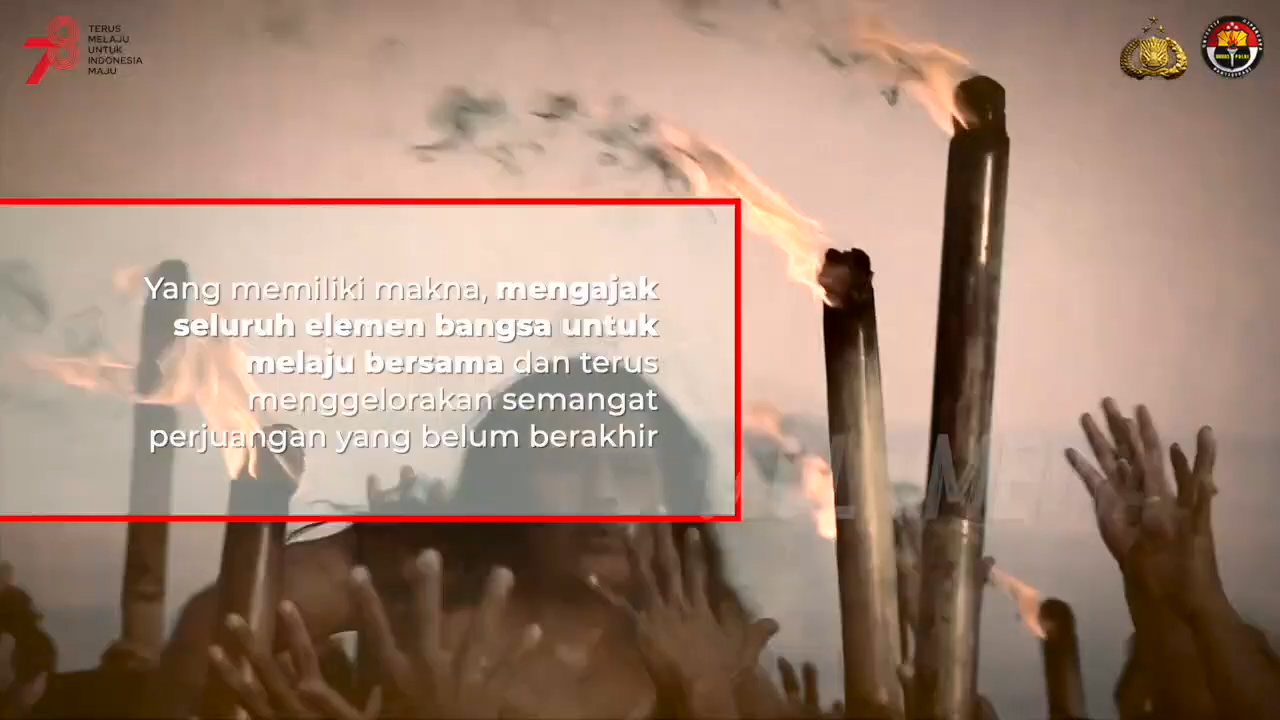 78
TERUS
MELAJU
UNTUK
INDONESIA
MAJU
Yang memiliki makna, mengajak
seluruh elemen bangsa untuk
melaju bersama dan terus
menggelorakan semangat
perjuangan yang belum berakhir